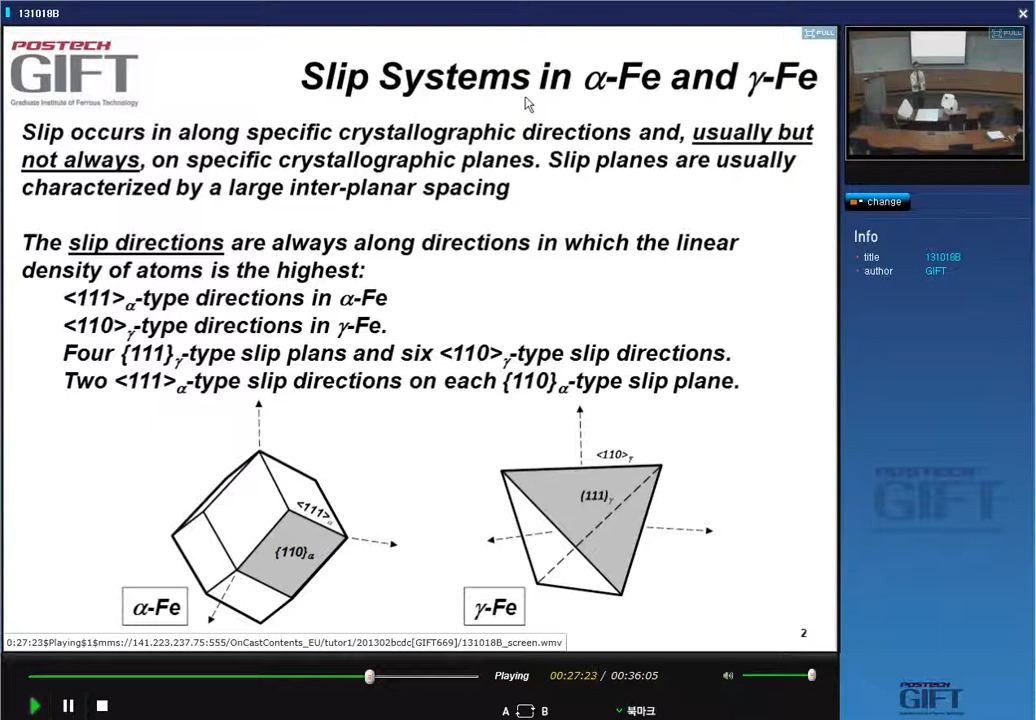 131018B
POSTECH
GIFT
Graduate Institute of Ferrous Technology
FULL
FULL
Slip Systems in α-Fe and γ-Fe
Slip occurs in along specific crystallographic directions and, usually but
not always, on specific crystallographic planes. Slip planes are usually
characterized by a large inter-planar spacing
The slip directions are always along directions in which the linear
density of atoms is the highest:
<111>α-type directions in α-Fe
<110>γ-type directions in γ-Fe.
Four {111}γ-type slip plans and six <110>γ-type slip directions.
Two <111>α-type slip directions on each {110}α-type slip plane.
<111>α
{110}α
α-Fe
<110>γ
(111)γ
γ-Fe
2
0:27:23$Playing$1$mms://141.223.237.75:555/OnCastContents_EU/tutor1/201302bcdc[GIFT669]/131018B_screen.wmv
change
Info
title 131018B
author GIFT
GIFT
Playing 00:27:23 / 00:36:05
A B 북마크
POSTECH
GIFT